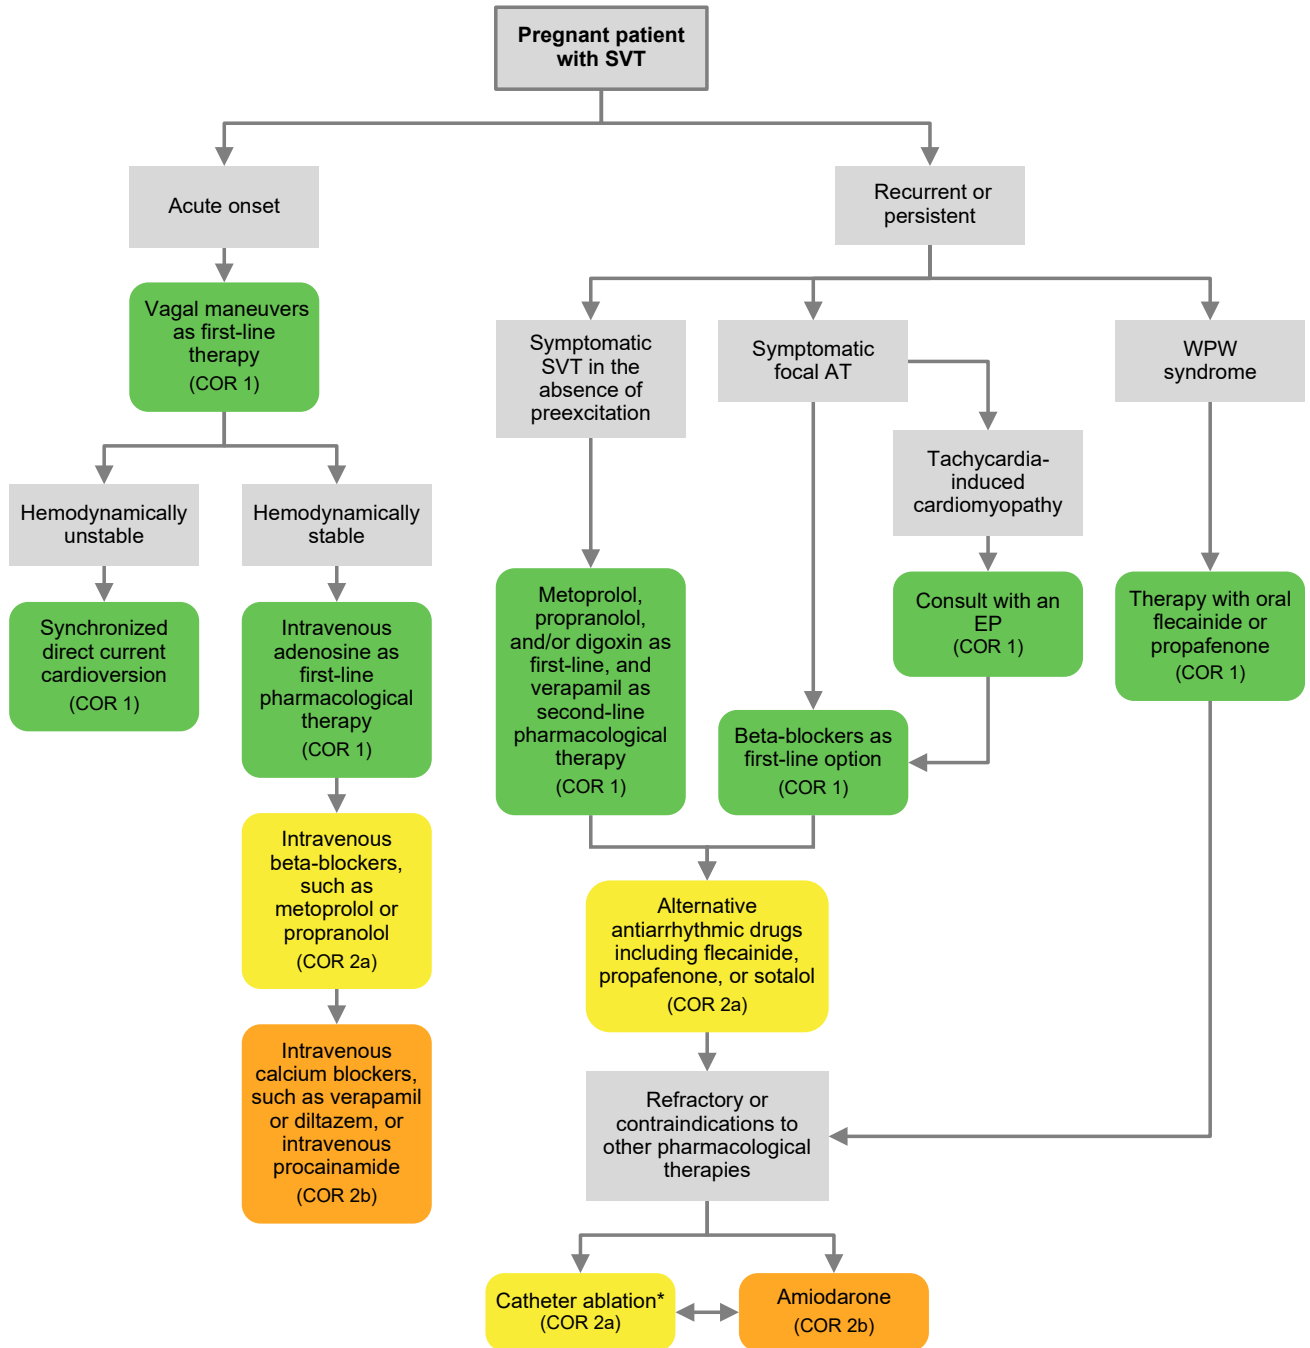 Pregnant patient
with SVT
Acute onset
Recurrent or
persistent
Vagal maneuvers
as first-line
therapy
(COR 1)
Symptomatic
SVT in the
absence of
preexcitation
Symptomatic
focal AT
WPW
syndrome
Tachycardia-
induced
cardiomyopathy
Hemodynamically
unstable
Hemodynamically
stable
Synchronized
direct current
cardioversion
(COR 1)
Intravenous
adenosine as
first-line
pharmacological
therapy
(COR 1)
Metoprolol,
propranolol,
and/or digoxin as
first-line, and
verapamil as
second-line
pharmacological
therapy
(COR 1)
Consult with an
EP
(COR 1)
Therapy with oral
flecainide or
propafenone
(COR 1)
Beta-blockers as
first-line option
(COR 1)
Intravenous
beta-blockers,
such as
metoprolol or
propranolol
(COR 2a)
Alternative
antiarrhythmic drugs
including flecainide,
propafenone, or sotalol
(COR 2a)
Intravenous
calcium blockers,
such as verapamil
or diltazem, or
intravenous
procainamide
(COR 2b)
Refractory or
contraindications to
other pharmacological
therapies
Catheter ablation*
(COR 2a)
Amiodarone
(COR 2b)